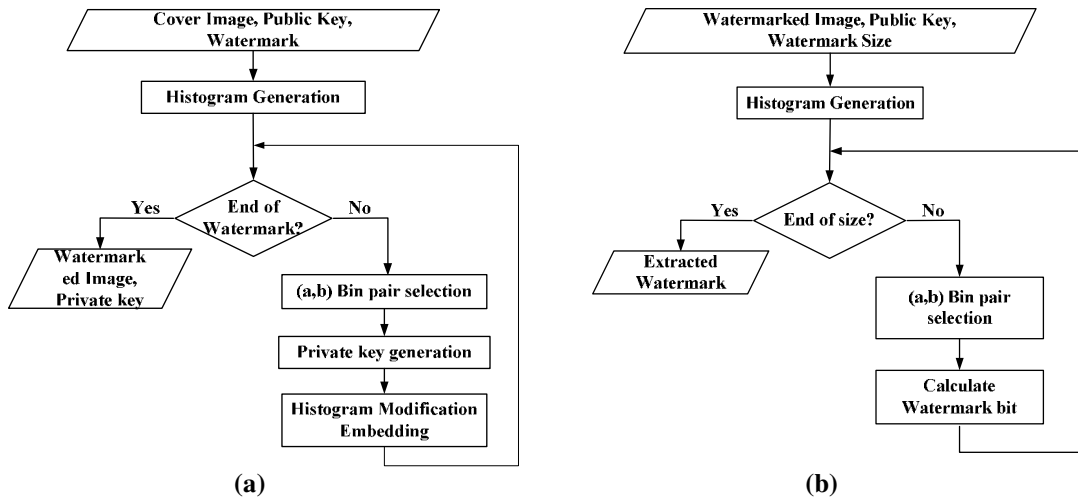 Cover Image, Public Key,
Watermark
Histogram Generation
End of
Watermark?
Yes
No
Watermark
ed Image,
Private key
(a,b) Bin pair selection
Private key generation
Histogram Modification
Embedding
(a)
Watermarked Image, Public Key,
Watermark Size
Histogram Generation
End of size?
Yes
No
Extracted
Watermark
(a,b) Bin pair
selection
Calculate
Watermark bit
(b)